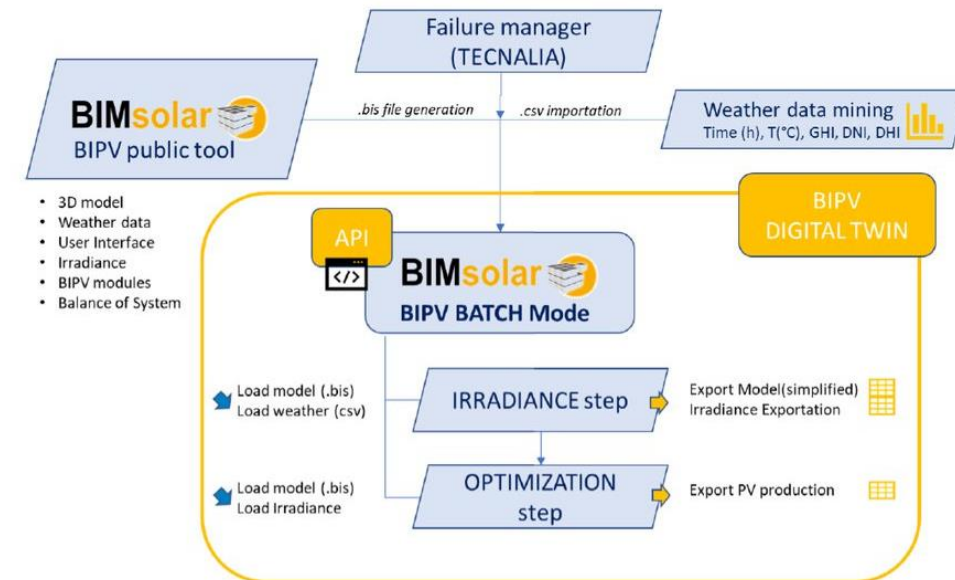 Failure manager
(TECNALIA)
BIMsolar
BIPV public tool
.bis file generation
.csv importation
Weather data mining
Time (h), T(°C), GHI, DNI, DHI
• 3D model
• Weather data
• User Interface
• Irradiance
• BIPV modules
• Balance of System
BIPV
DIGITAL TWIN
API
</>
BIMsolar
BIPV BATCH Mode
Load model (.bis)
Load weather (csv)
IRRADIANCE step
Export Model(simplified)
Irradiance Exportation
Load model (.bis)
Load Irradiance
OPTIMIZATION
step
Export PV production